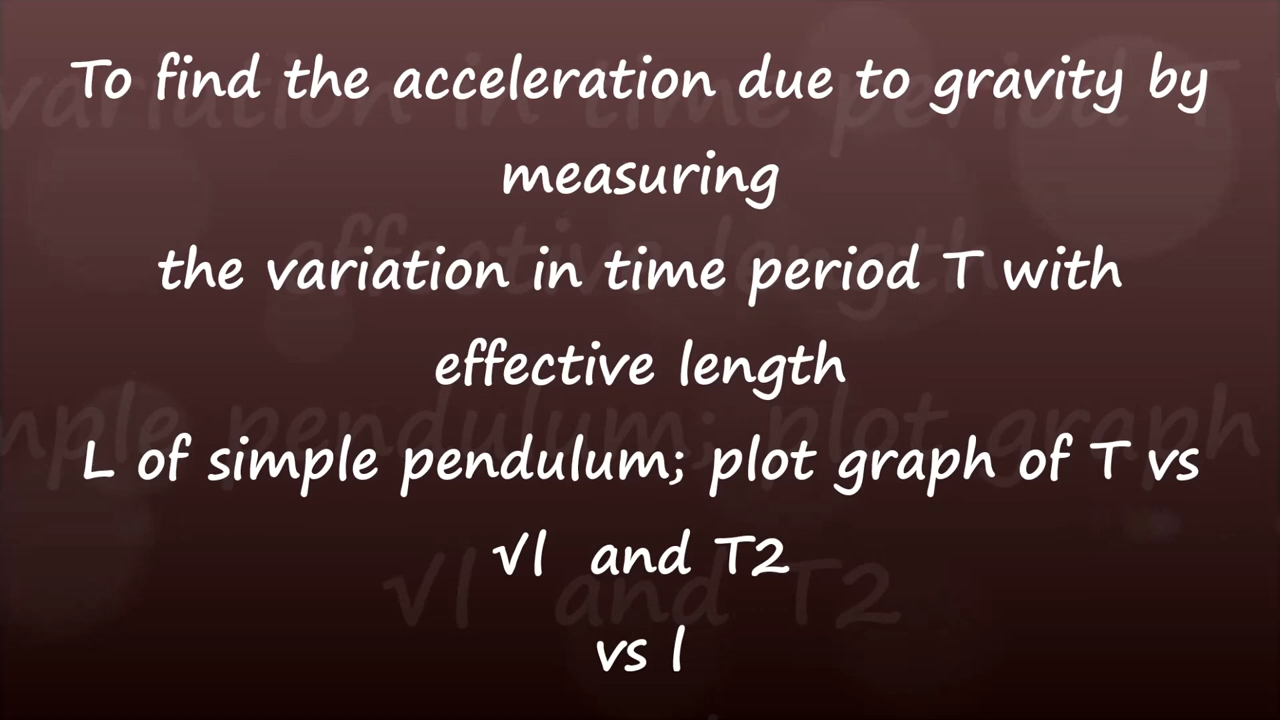 To find the acceleration due to gravity by
measuring
the variation in time period T with
effective length
L of simple pendulum; plot graph of T vs
√l and T2
vs l